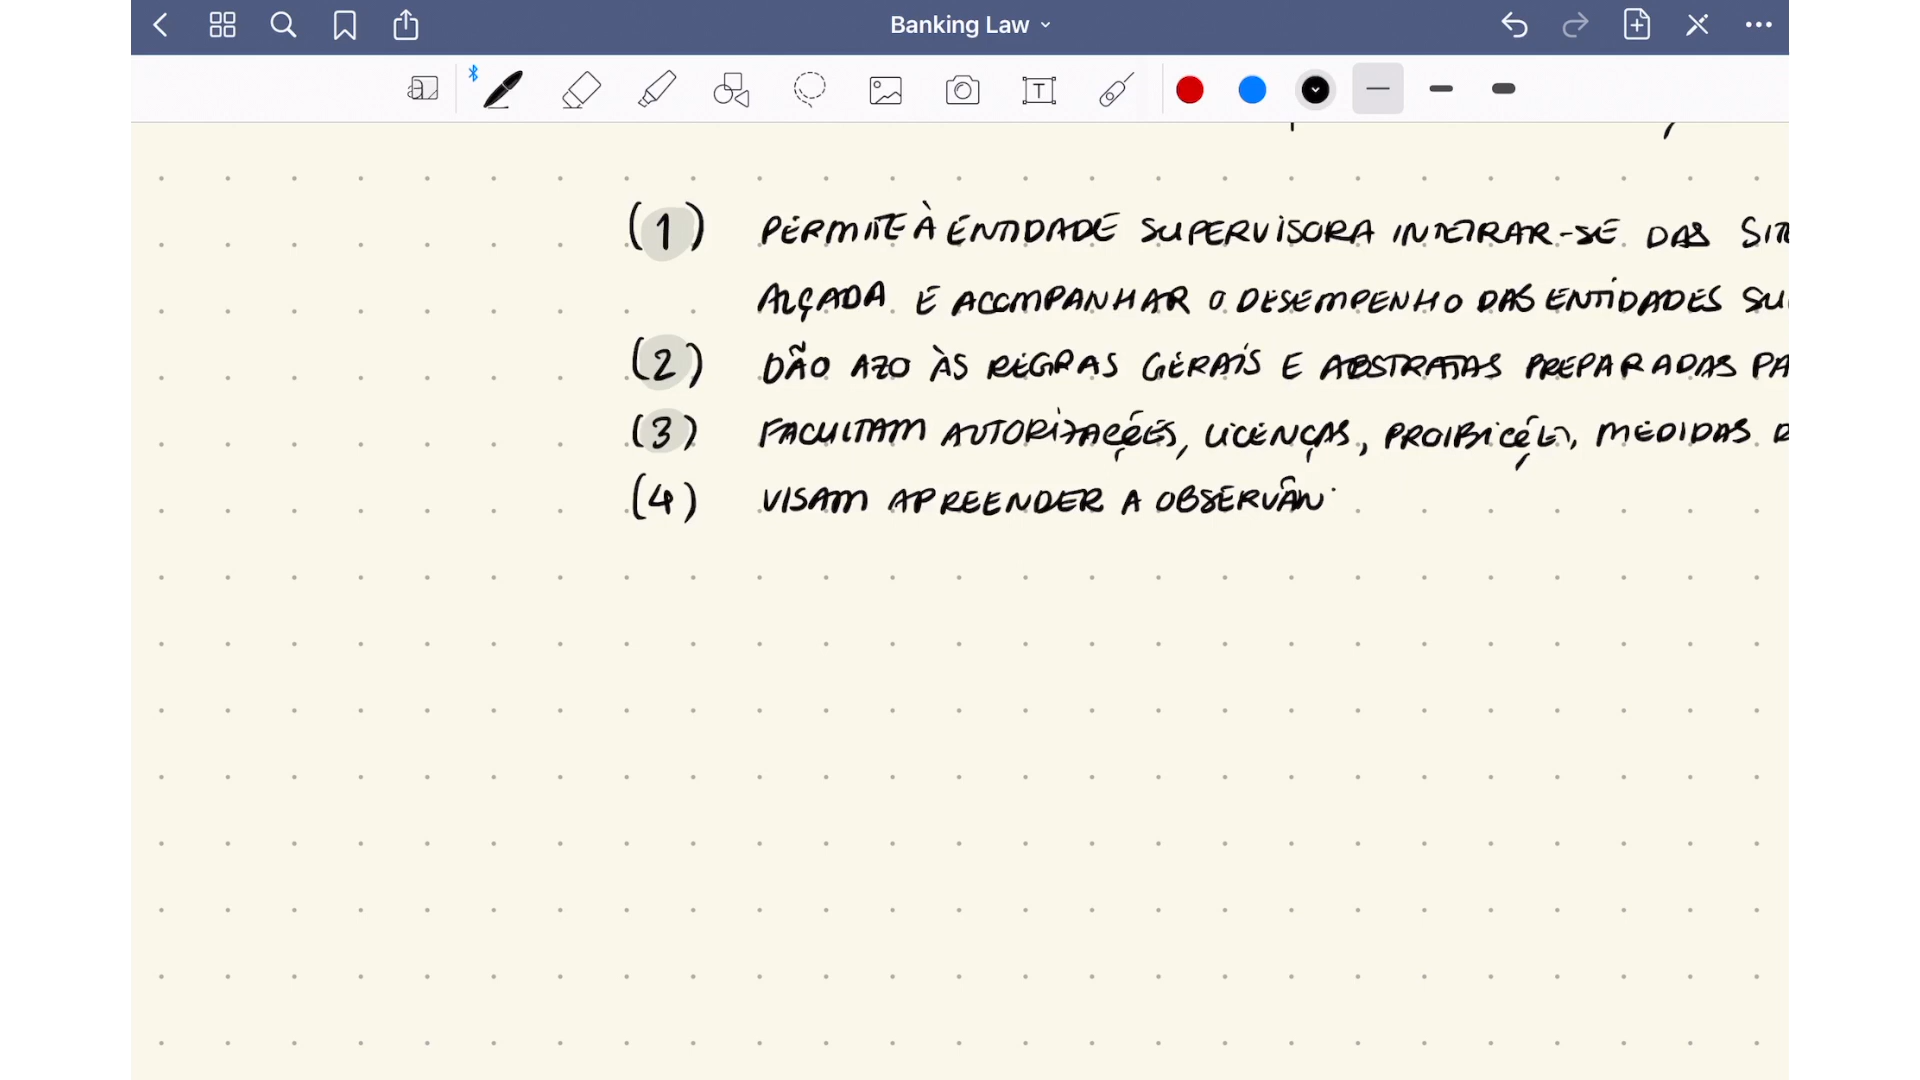 Banking Law
(1) PERMITE À ENTIDADE SUPERVISORA INTEIRAR-SE DAS
ALÇADA E ACOMPANHAR O DESEMPENHO DAS ENTIDADES
(2) DÃO AZO ÀS REGRAS GERAIS E ABSTRATAS PREPARADAS
(3) FACULTAM AUTORIZAÇÕES, LICENÇAS, PROIBIÇÕES, MEDIDAS
(4) VISAM APREENDER A OBSERVÂN